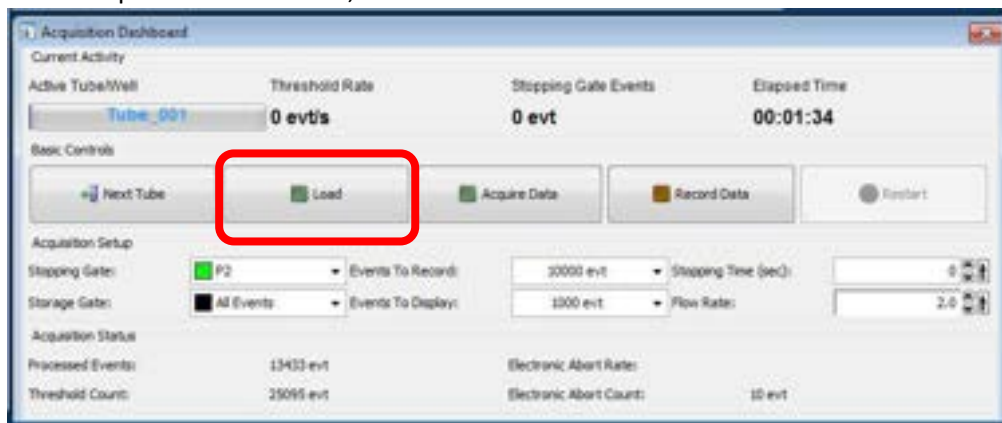 Acquisition Dashboard
Current Activity
Active Tube/Well Threshold Rate Stopping Gate Events Elapsed Time
Tube_001 0 evt/s 0 evt 00:01:34
Basic Controls
Next Tube Load Acquire Data Record Data Restart
Acquisition Setup
Stopping Gate: P2 Events To Record: 10000 evt Stopping Time (sec): 0
Storage Gate: All Events Events To Display: 1000 evt Flow Rate: 2.0
Acquisition Status
Processed Events: 13433 evt Electronic Abort Rate:
Threshold Count: 25095 evt Electronic Abort Count: 10 evt